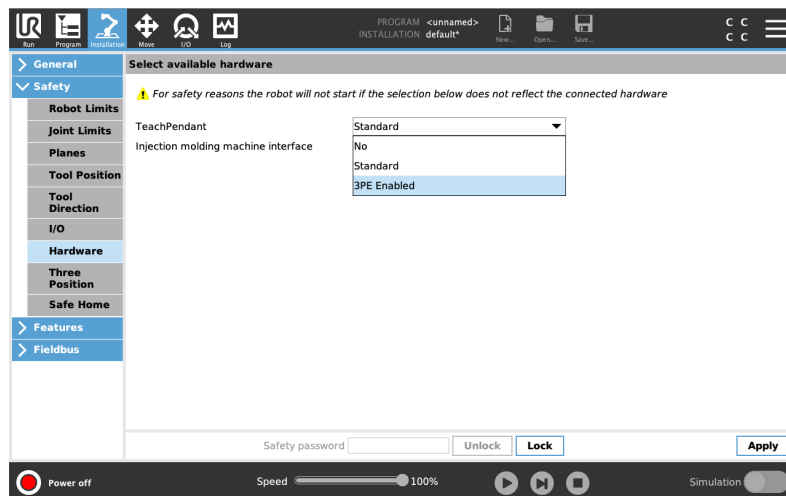 PROGRAM <unnamed>
INSTALLATION default*
C C
C C
Run Program Installation Move I/O Log New... Open... Save...
General
Select available hardware
Safety
For safety reasons the robot will not start if the selection below does not reflect the connected hardware
Robot Limits
Joint Limits
Planes
Tool Position
Tool
Direction
I/O
Hardware
Three
Position
Safe Home
Features
Fieldbus
TeachPendant
Standard
Injection molding machine interface
No
Standard
3PE Enabled
Safety password
Unlock
Lock
Apply
Power off
Speed
100%
Simulation